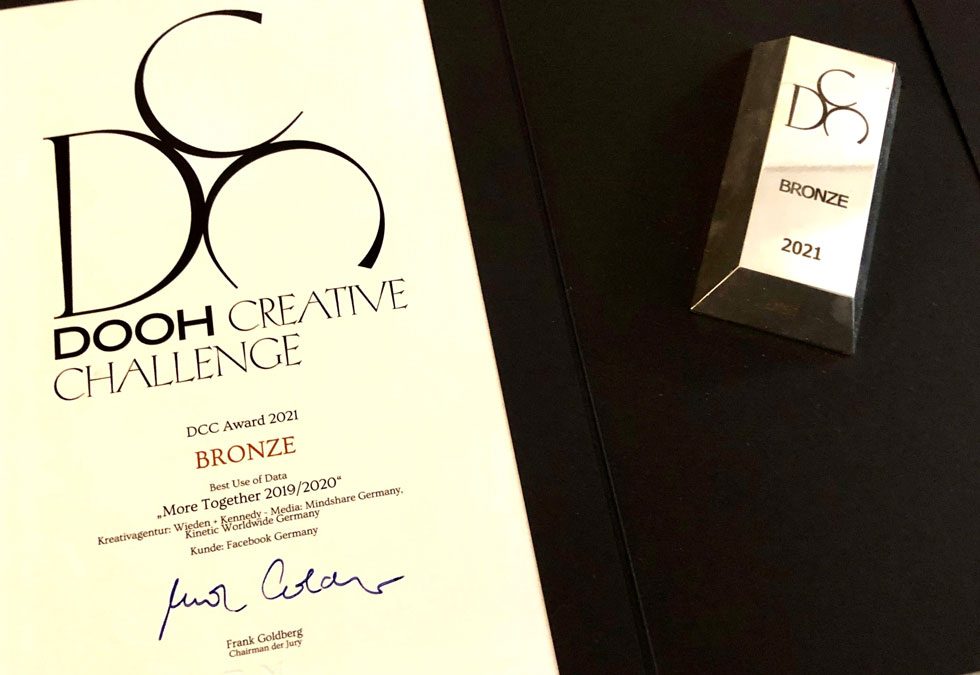 DCC
DOOH CREATIVE
CHALLENGE
DCC Award 2021
BRONZE
Best Use of Data
„More Together 2019/2020“
Kreativagentur: Wieden + Kennedy - Media: Mindshare Germany,
Kinetic Worldwide Germany
Kunde: Facebook Germany
Frank Goldberg
Chairman der Jury
DCC
BRONZE
2021